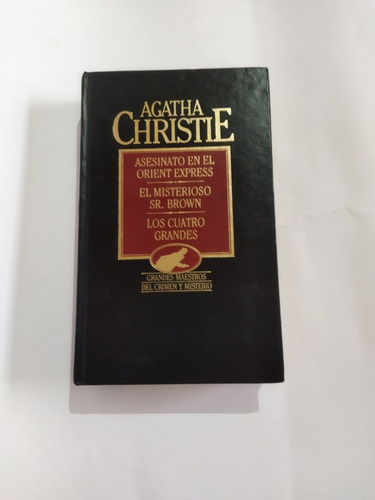 AGATHA
CHRISTIE
ASESINATO EN EL
ORIENT EXPRESS
EL MISTERIOSO
SR. BROWN
LOS CUATRO
GRANDES
GRANDES MAESTROS
DEL CRIMEN Y MISTERIO